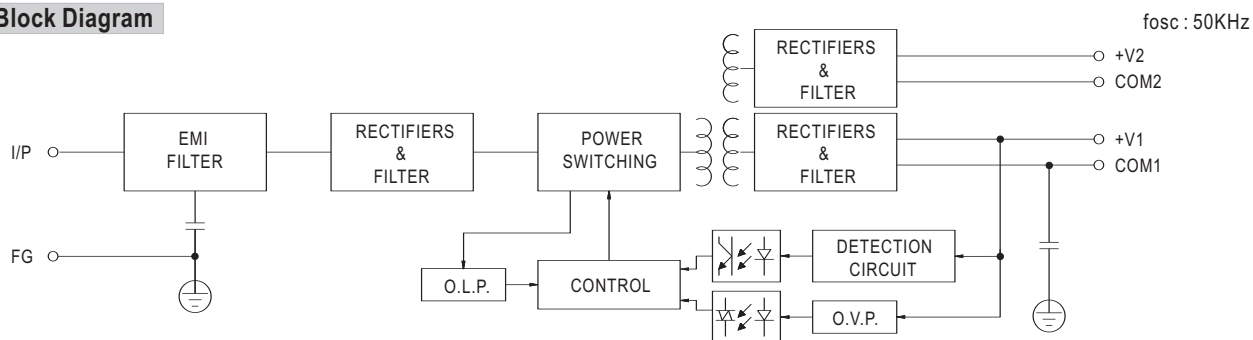 Block Diagram
fosc : 50KHz
RECTIFIERS
&
FILTER
+V2
COM2
I/P
EMI
FILTER
RECTIFIERS
&
FILTER
POWER
SWITCHING
RECTIFIERS
&
FILTER
+V1
COM1
FG
O.L.P.
CONTROL
DETECTION
CIRCUIT
O.V.P.